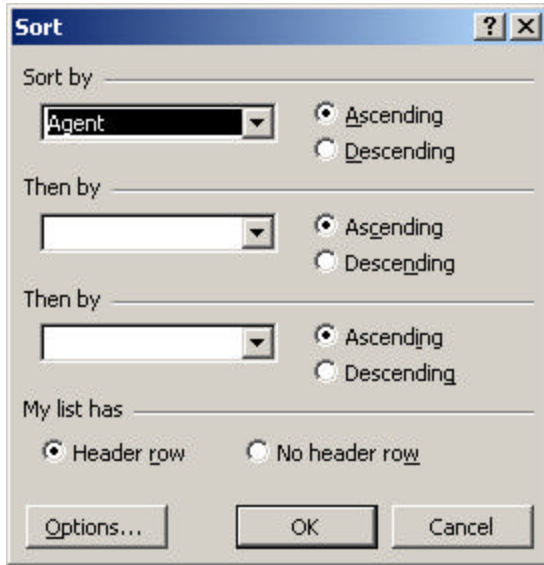 Sort
Sort by
Agent
Ascending
Descending
Then by
Ascending
Descending
Then by
Ascending
Descending
My list has
Header row
No header row
Options...
OK
Cancel